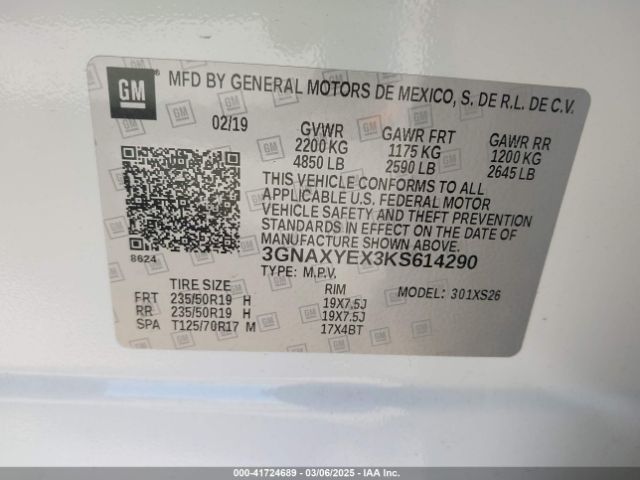 GM
MFD BY GENERAL MOTORS DE MEXICO, S. DE R.L. DE C.V.
02/19 GVWR GAWR FRT GAWR RR
2200 KG 1175 KG 1200 KG
4850 LB 2590 LB 2645 LB
THIS VEHICLE CONFORMS TO ALL
APPLICABLE U.S. FEDERAL MOTOR
VEHICLE SAFETY AND THEFT PREVENTION
STANDARDS IN EFFECT ON THE DATE OF
MANUFACTURE SHOWN ABOVE.
8624
3GNAXYEX3KS614290
TYPE: M.P.V.
TIRE SIZE RIM MODEL: 301XS26
FRT 235/50R19 H 19X7.5J
RR 235/50R19 H 19X7.5J
SPA T125/70R17 M 17X4BT
000-41724689 - 03/06/2025 - IAAI.COM